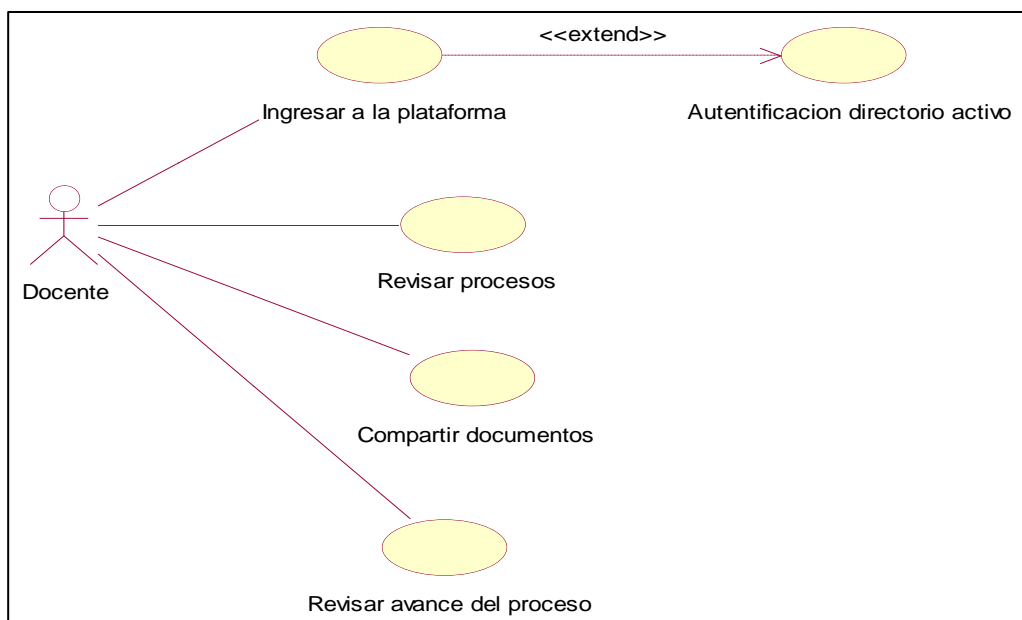 <<extend>>
Ingresar a la plataforma
Autentificacion directorio activo
Revisar procesos
Docente
Compartir documentos
Revisar avance del proceso